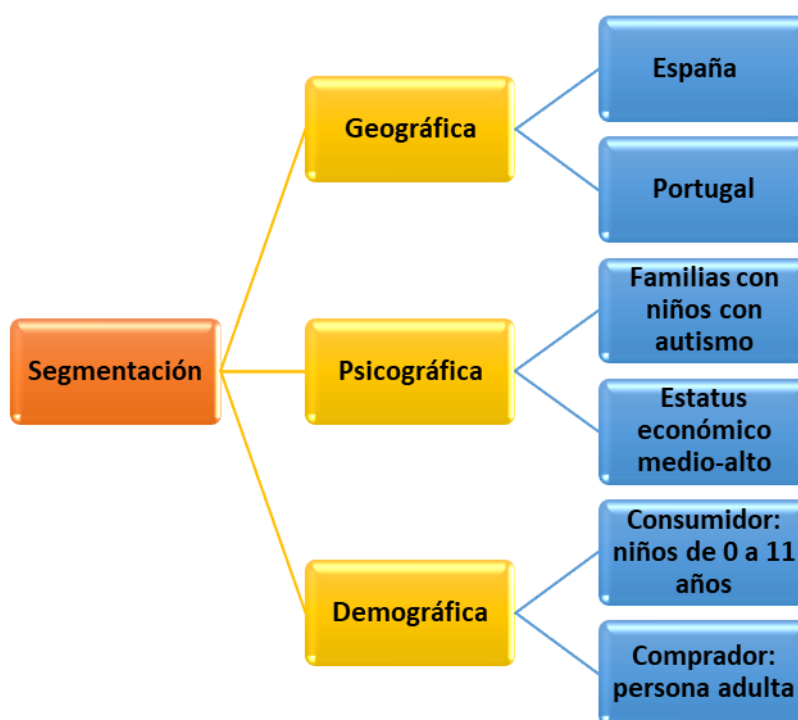 Segmentación
Geográfica
España
Portugal
Psicográfica
Familias con
niños con
autismo
Estatus
económico
medio-alto
Demográfica
Consumidor:
niños de 0 a 11
años
Comprador:
persona adulta